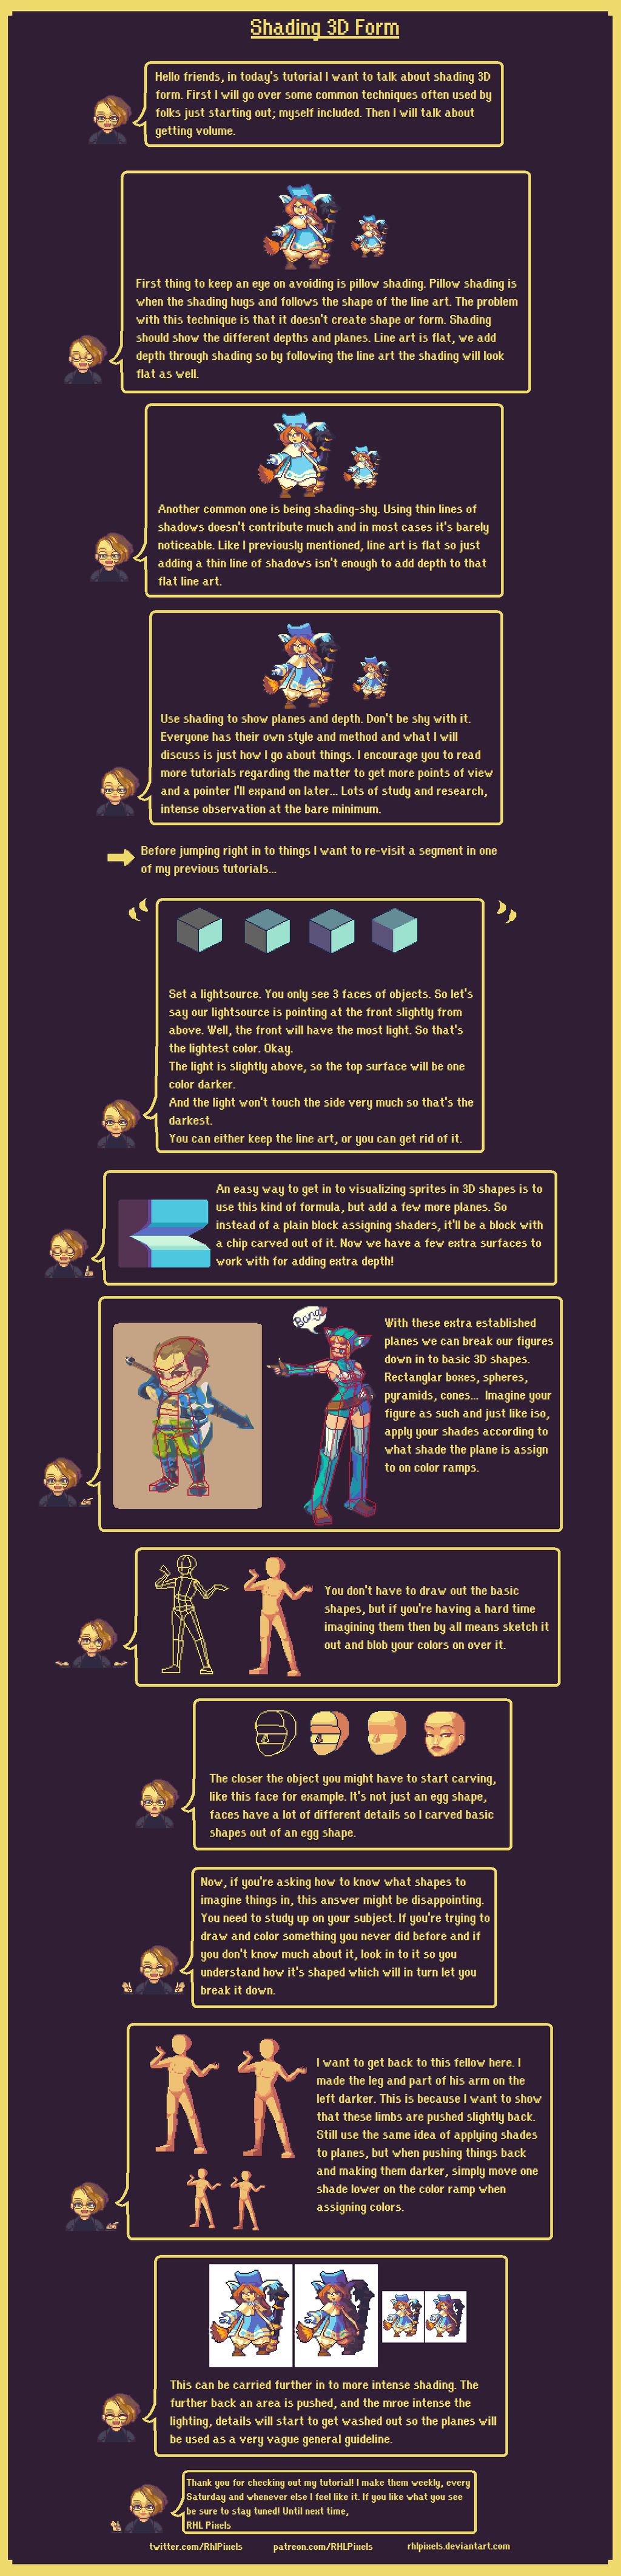 Shading 3D Form
Hello friends, in today's tutorial I want to talk about shading 3D
form. First I will go over some common techniques often used by
folks just starting out; myself included. Then I will talk about
getting volume.
First thing to keep an eye on avoiding is pillow shading. Pillow shading is
when the shading hugs and follows the shape of the line art. The problem
with this technique is that it doesn't create shape or form. Shading
should show the different depths and planes. Line art is flat, we add
depth through shading so by following the line art the shading will look
flat as well.
Another common one is being shading-shy. Using thin lines of
shadows doesn't contribute much and in most cases it's barely
noticeable. Like I previously mentioned, line art is flat so just
adding a thin line of shadows isn't enough to add depth to that
flat line art.
Use shading to show planes and depth. Don't be shy with it.
Everyone has their own style and method and what I will
discuss is just how I go about things. I encourage you to read
more tutorials regarding the matter to get more points of view
and a pointer I'll expand on later... Lots of study and research,
intense observation at the bare minimum.
Before jumping right in to things I want to re-visit a segment in one
of my previous tutorials...
Set a lightsource. You only see 3 faces of objects. So let's
say our lightsource is pointing at the front slightly from
above. Well, the front will have the most light. So that's
the lightest color. Okay.
The light is slightly above, so the top surface will be one
color darker.
And the light won't touch the side very much so that's the
darkest.
You can either keep the line art, or you can get rid of it.
An easy way to get in to visualizing sprites in 3D shapes is to
use this kind of formula, but add a few more planes. So
instead of a plain block assigning shaders, it'll be a block with
a chip carved out of it. Now we have a few extra surfaces to
work with for adding extra depth!
Bang!
With these extra established
planes we can break our figures
down in to basic 3D shapes.
Rectanglar boxes, spheres,
pyramids, cones... Imagine your
figure as such and just like iso,
apply your shades according to
what shade the plane is assign
to on color ramps.
You don't have to draw out the basic
shapes, but if you're having a hard time
imagining them then by all means sketch it
out and blob your colors on over it.
The closer the object you might have to start carving,
like this face for example. It's not just an egg shape,
faces have a lot of different details so I carved basic
shapes out of an egg shape.
Now, if you're asking how to know what shapes to
imagine things in, this answer might be disappointing.
You need to study up on your subject. If you're trying to
draw and color something you never did before and if
you don't know much about it, look in to it so you
understand how it's shaped which will in turn let you
break it down.
I want to get back to this fellow here. I
made the leg and part of his arm on the
left darker. This is because I want to show
that these limbs are pushed slightly back.
Still use the same idea of applying shades
to planes, but when pushing things back
and making them darker, simply move one
shade lower on the color ramp when
assigning colors.
This can be carried further in to more intense shading. The
further back an area is pushed, and the mroe intense the
lighting, details will start to get washed out so the planes will
be used as a very vague general guideline.
Thank you for checking out my tutorial! I make them weekly, every
Saturday and whenever else I feel like it. If you like what you see
be sure to stay tuned! Until next time,
RHL Pixels
twitter.com/RhlPixels patreon.com/RHLPixels rhlpixels.deviantart.com